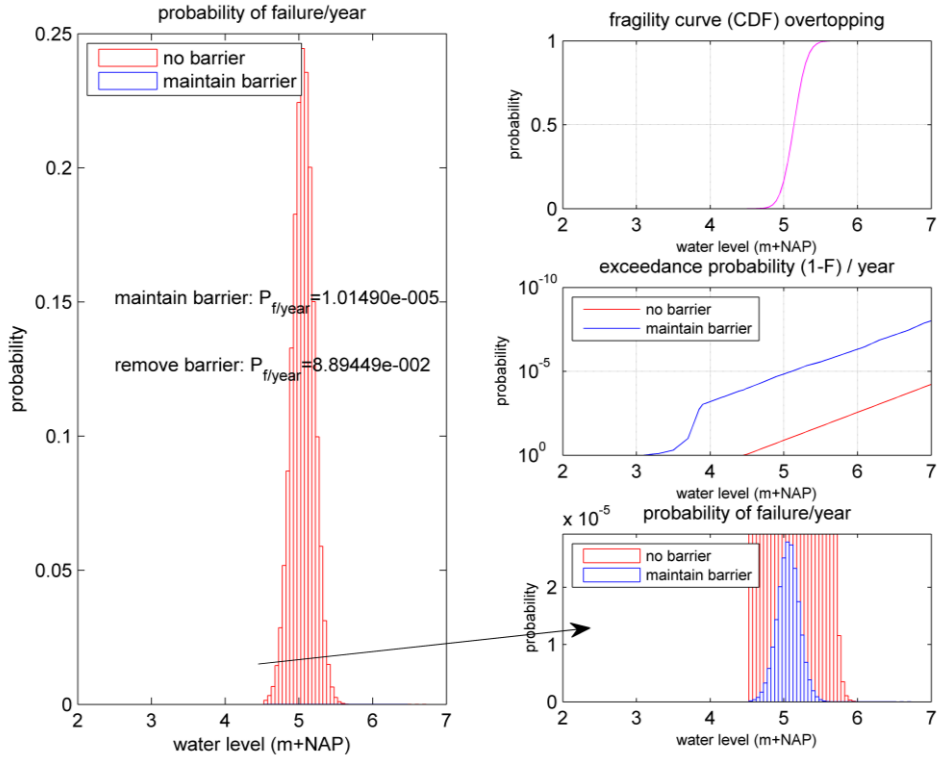 probability of failure/year
0.25
0.2
0.15
0.1
0.05
0
probability
no barrier
maintain barrier
maintain barrier: P_f/year=1.01490e-005
remove barrier: P_f/year=8.89449e-002
2 3 4 5 6 7
water level (m+NAP)
fragility curve (CDF) overtopping
1
0.5
0
probability
2 3 4 5 6 7
water level (m+NAP)
exceedance probability (1-F) / year
10^-10
10^-5
10^0
probability
no barrier
maintain barrier
2 3 4 5 6 7
water level (m+NAP)
x 10^-5
probability of failure/year
2
1
0
probability
no barrier
maintain barrier
2 3 4 5 6 7
water level (m+NAP)